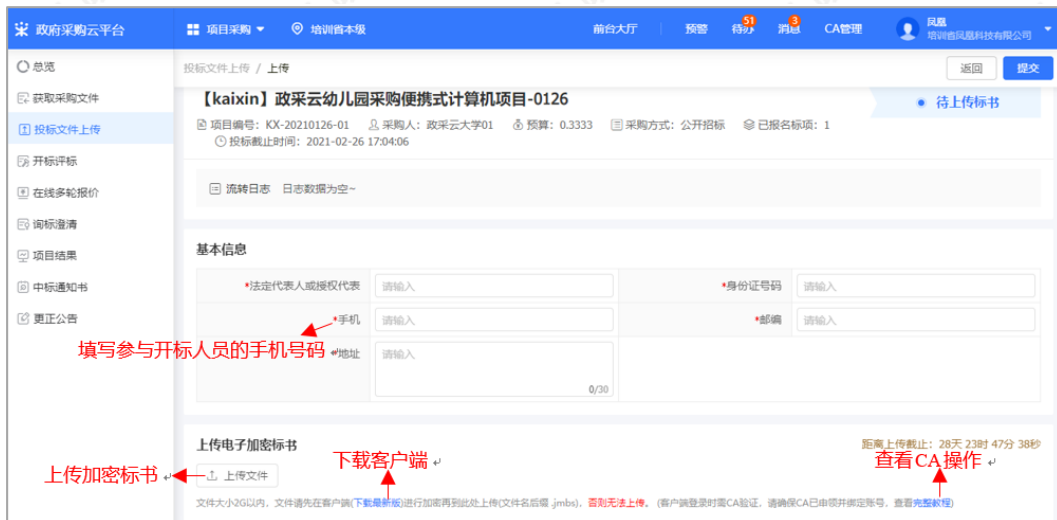 政府采购云平台 项目采购 培训省本级 前台大厅 预警 待办 51 消息 3 CA管理 凤凰
培训省凤凰科技有限公司
总览
获取采购文件
投标文件上传
开标评标
在线多轮报价
询标澄清
项目结果
中标通知书
更正公告
投标文件上传 / 上传 返回 提交
【kaixin】政采云幼儿园采购便携式计算机项目-0126 待上传标书
项目编号：KX-20210126-01 采购人：政采云大学01 预算：0.3333 采购方式：公开招标 已报名标项：1
投标截止时间：2021-02-26 17:04:06
流转日志 日志数据为空~
基本信息
*法定代表人或授权代表 请输入 *身份证号码 请输入
*手机 请输入 *邮编 请输入
填写参与开标人员的手机号码
*地址 请输入
0/30
上传电子加密标书 距离上传截止：28天 23时 47分 38秒
下载客户端 查看CA操作
上传加密标书 上传文件
文件大小2G以内，文件请先在客户端(下载最新版)进行加密再到此处上传(文件名后缀 .jmbs)，否则无法上传。(客户端登录时需CA验证，请确保CA已申领并绑定账号，查看完整教程)